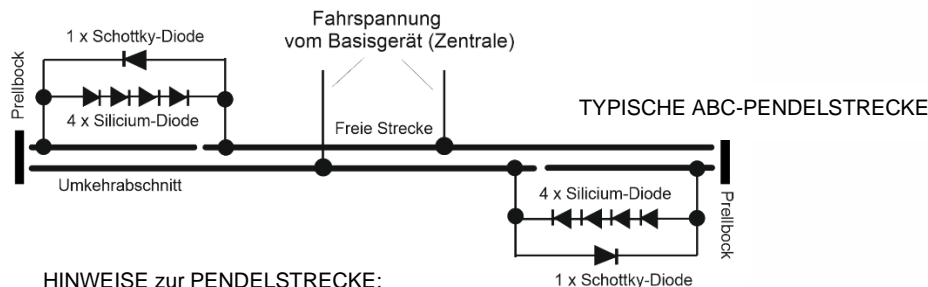 Fahrspannung
vom Basisgerät (Zentrale)
1 x Schottky-Diode
Prellbock
4 x Silicium-Diode
TYPISCHE ABC-PENDELSTRECKE
Freie Strecke
Umkehrabschnitt
4 x Silicium-Diode
Prellbock
1 x Schottky-Diode
HINWEISE zur PENDELSTRECKE: